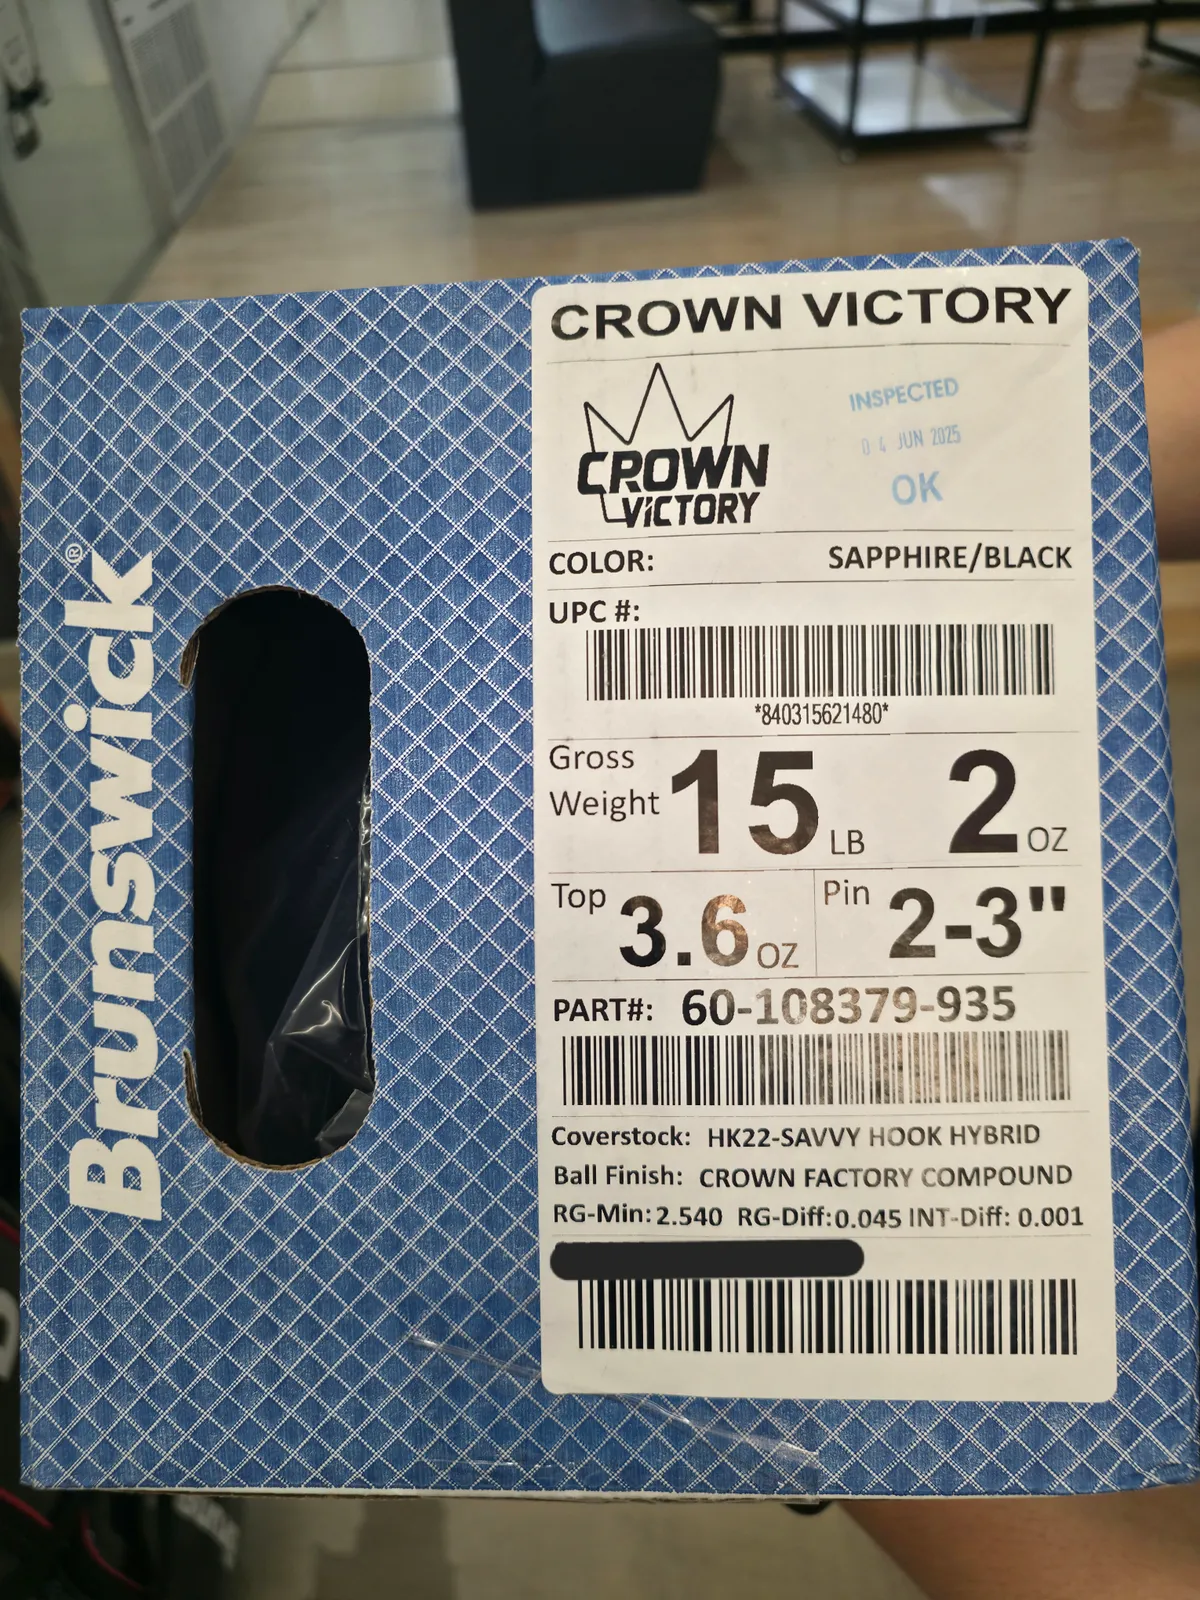 Brunswick®
CROWN VICTORY
CROWN
VICTORY
INSPECTED
04 JUN 2025
OK
COLOR: SAPPHIRE/BLACK
UPC #:
*840315621480*
Gross
Weight 15 LB 2 OZ
Top 3.6 OZ Pin 2-3"
PART#: 60-108379-935
Coverstock: HK22-SAVVY HOOK HYBRID
Ball Finish: CROWN FACTORY COMPOUND
RG-Min: 2.540 RG-Diff: 0.045 INT-Diff: 0.001